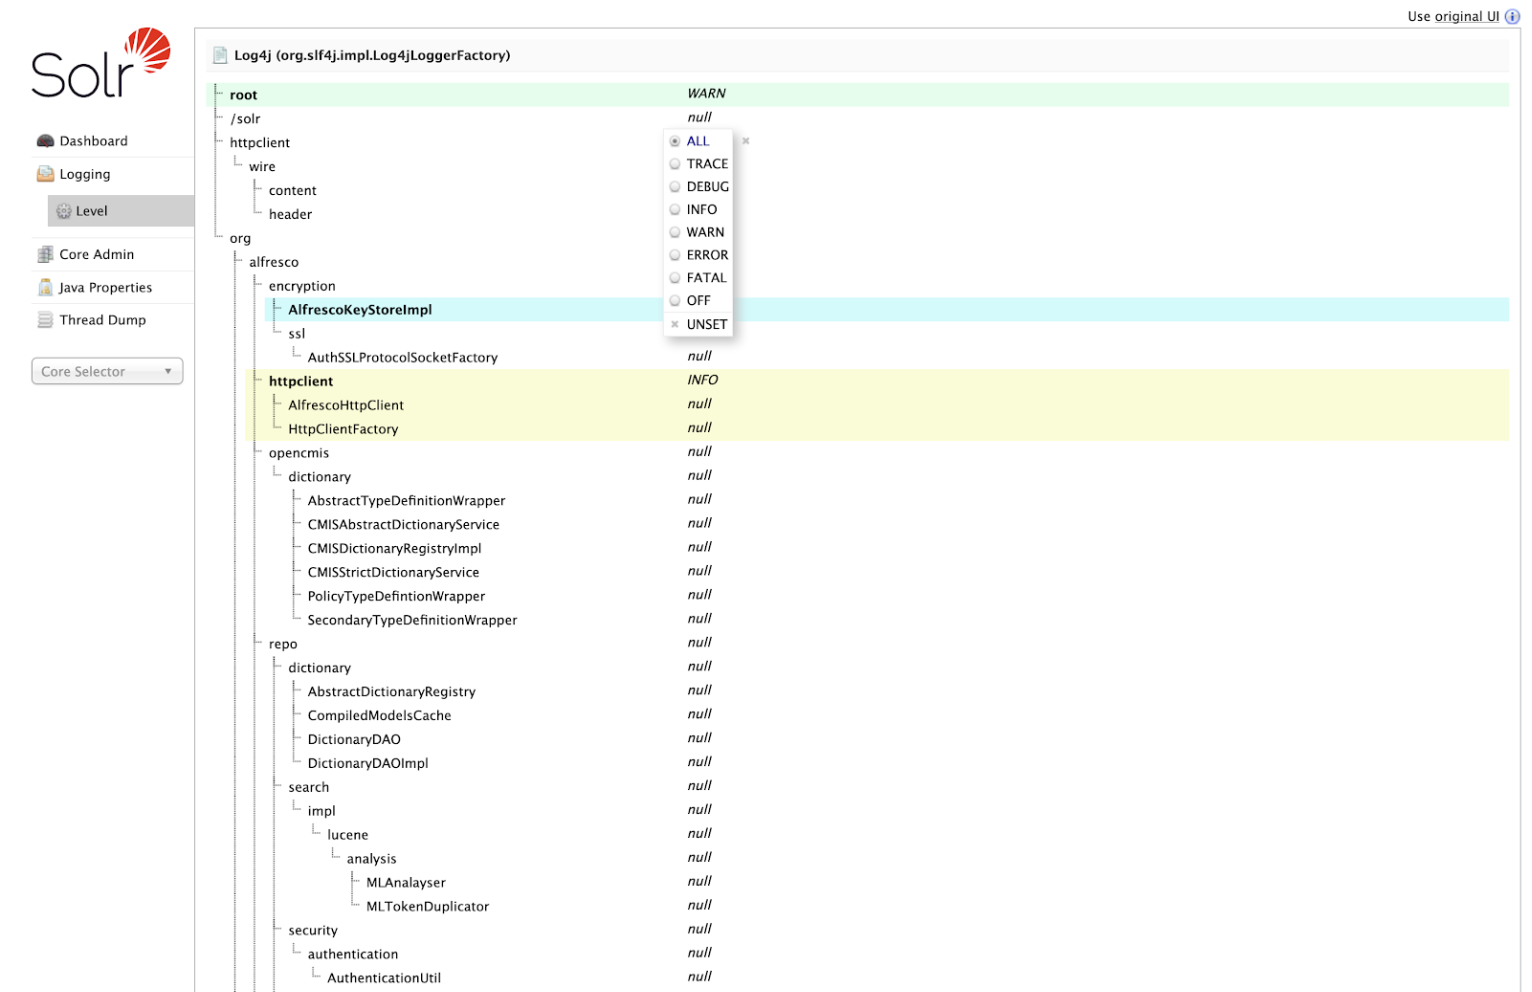 Use original UI
Solr
Log4j (org.slf4j.impl.Log4jLoggerFactory)
Dashboard
Logging
Level
Core Admin
Java Properties
Thread Dump
Core Selector
root WARN
/solr null
httpclient ALL
wire TRACE
content DEBUG
header INFO
org WARN
alfresco ERROR
encryption FATAL
AlfrescoKeyStoreImpl OFF
ssl UNSET
AuthSSLProtocolSocketFactory null
httpclient INFO
AlfrescoHttpClient null
HttpClientFactory null
opencmis null
dictionary null
AbstractTypeDefinitionWrapper null
CMISAbstractDictionaryService null
CMISDictionaryRegistryImpl null
CMISStrictDictionaryService null
PolicyTypeDefintionWrapper null
SecondaryTypeDefinitionWrapper null
repo null
dictionary null
AbstractDictionaryRegistry null
CompiledModelsCache null
DictionaryDAO null
DictionaryDAOImpl null
search null
impl null
lucene null
analysis null
MLAnalayser null
MLTokenDuplicator null
security null
authentication null
AuthenticationUtil null